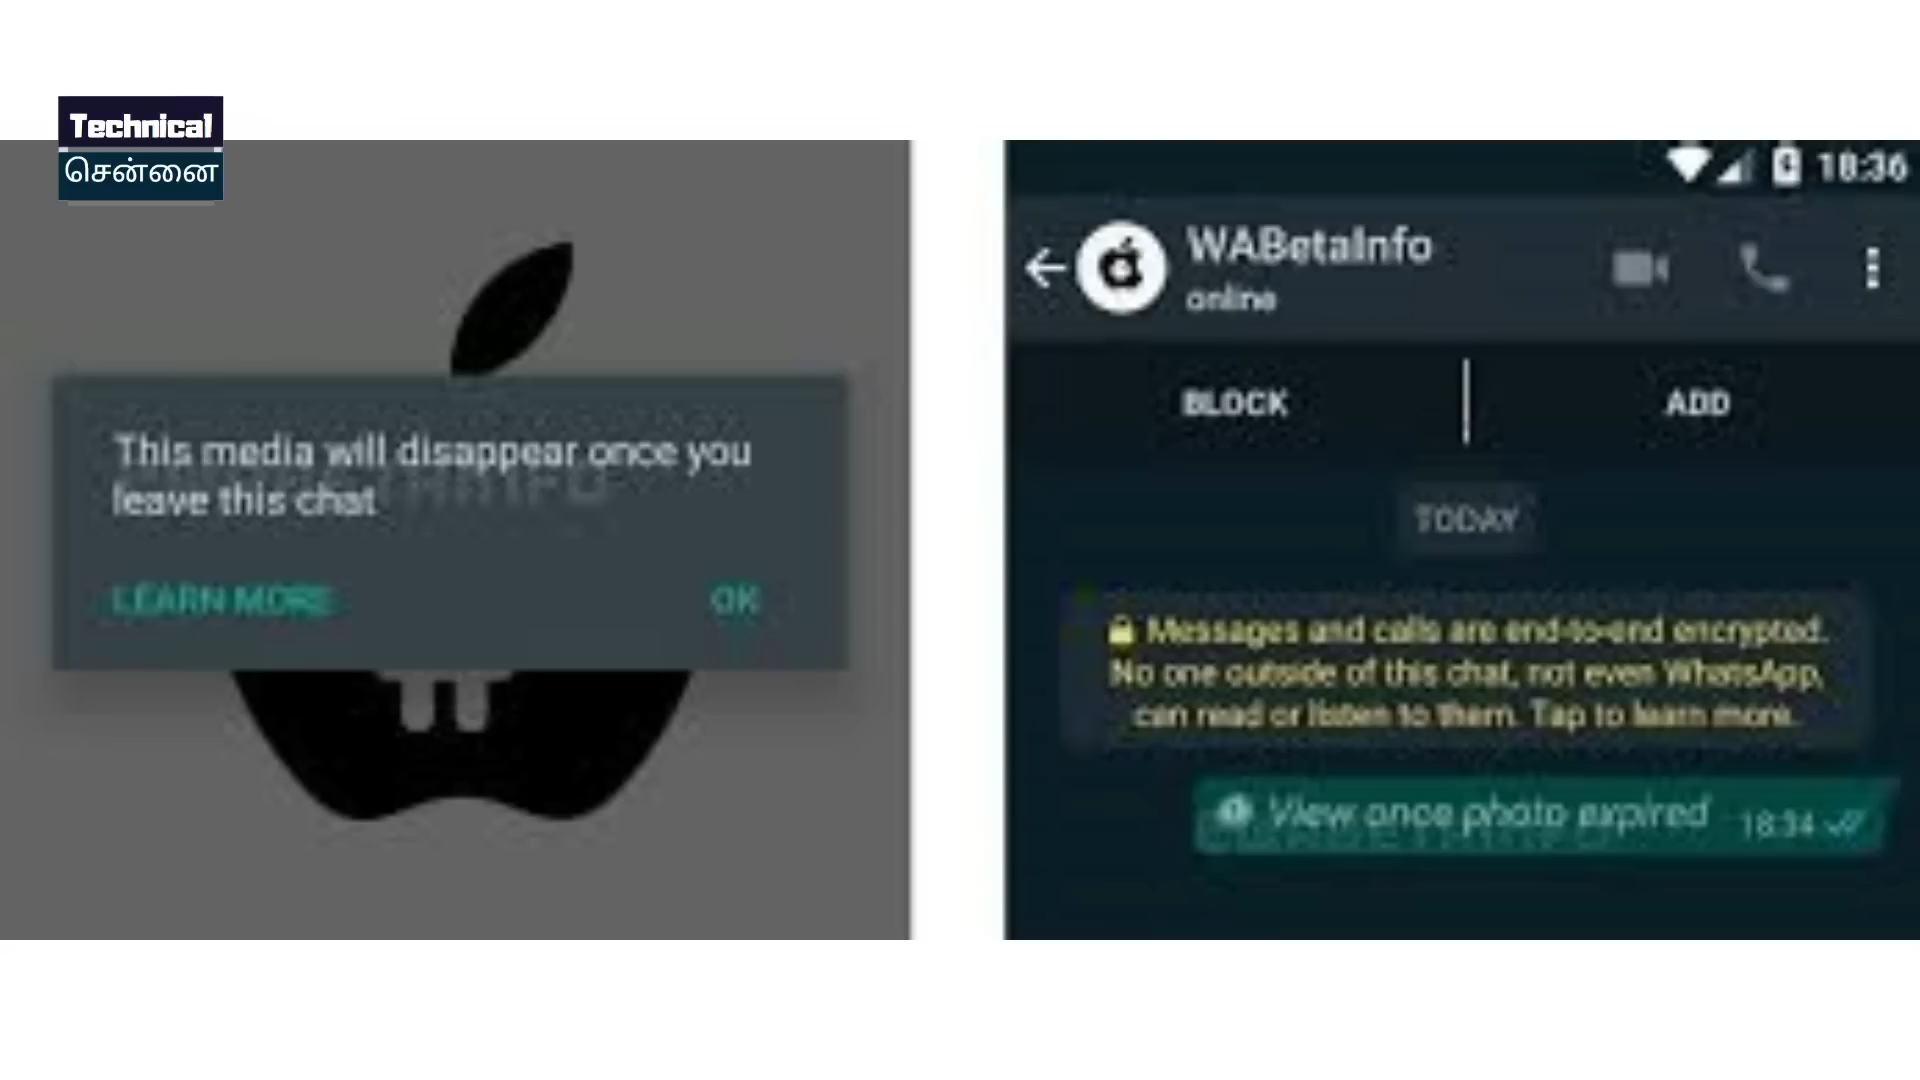 Technical
சென்னை
This media will disappear once you
leave this chat
LEARN MORE
OK
18:36
WABetaInfo
online
BLOCK
ADD
TODAY
Messages and calls are end-to-end encrypted.
No one outside of this chat, not even WhatsApp,
can read or listen to them. Tap to learn more.
View once photo expired 18:34